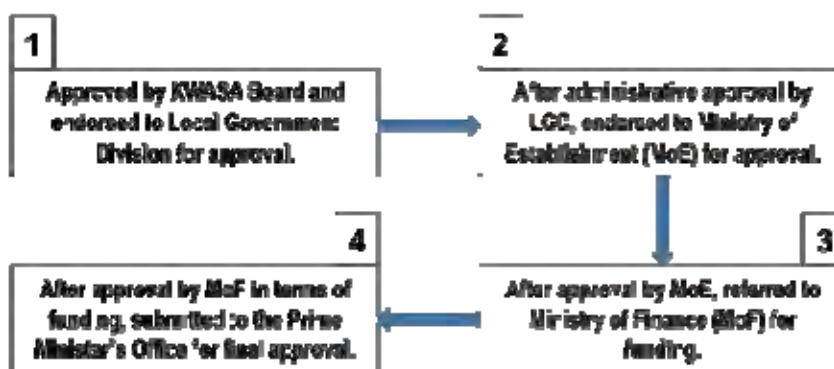 1
Approved by KWASA Board and
endorsed to Local Government
Division for approval.
2
After administrative approval by
LGD, endorsed to Ministry of
Establishment (MoE) for approval.
3
After approval by MoE, referred to
Ministry of Finance (MoF) for
funding.
4
After approval by MoF in terms of
funding, submitted to the Prime
Minister's Office for final approval.